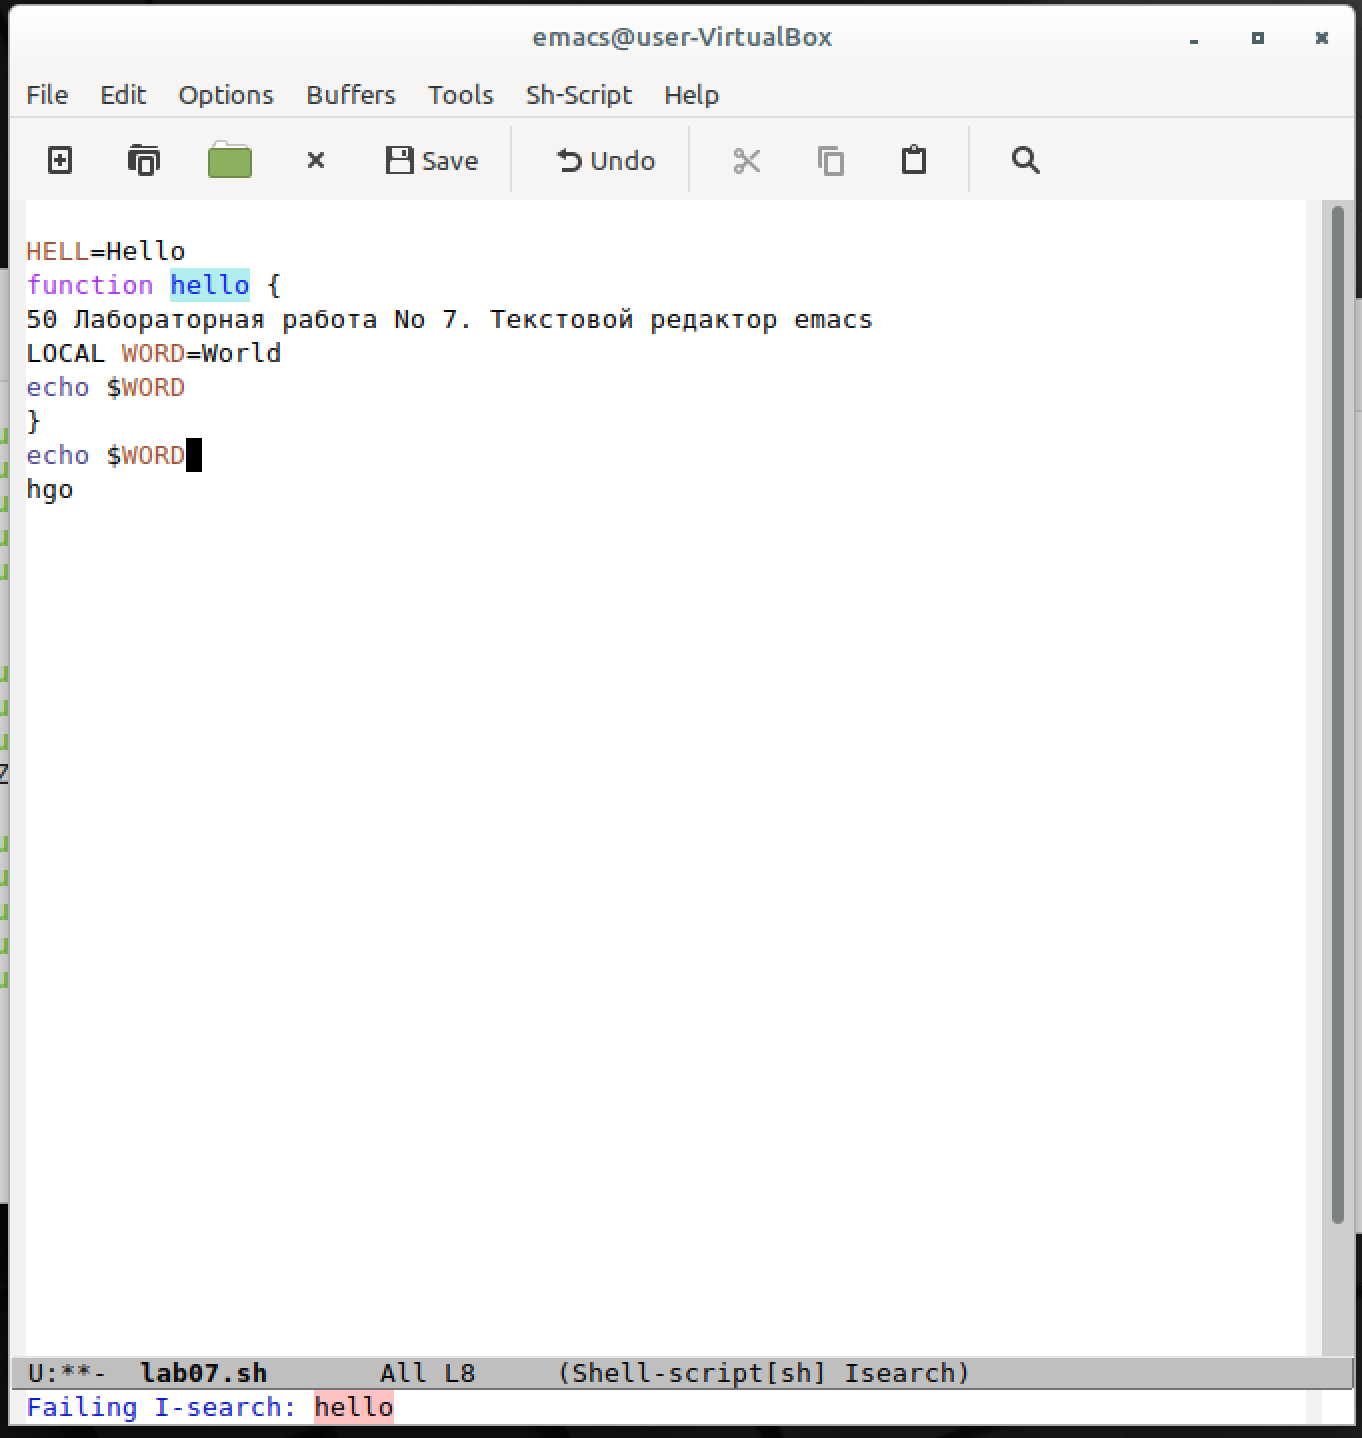 emacs@user-VirtualBox
File Edit Options Buffers Tools Sh-Script Help
Save Undo
HELL=Hello
function hello {
50 Лабораторная работа No 7. Текстовой редактор emacs
LOCAL WORD=World
echo $WORD
}
echo $WORD
hgo
U:**- lab07.sh All L8 (Shell-script[sh] Isearch)
Failing I-search: hello